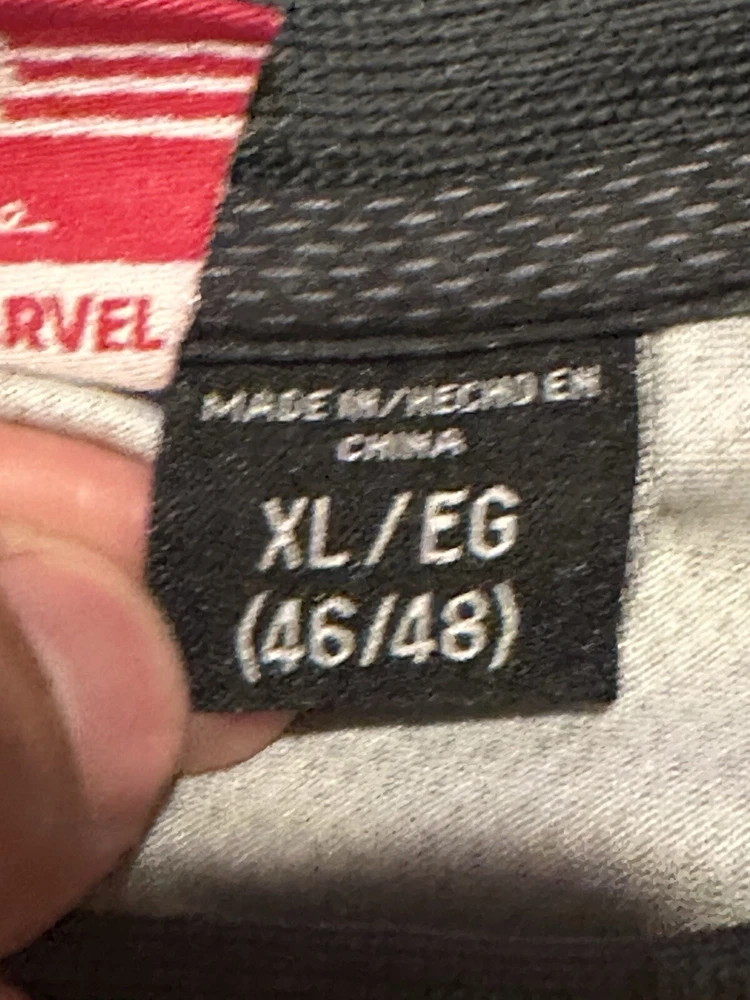 RVEL
MADE IN/HECHO EN
CHINA
XL/EG
(46/48)